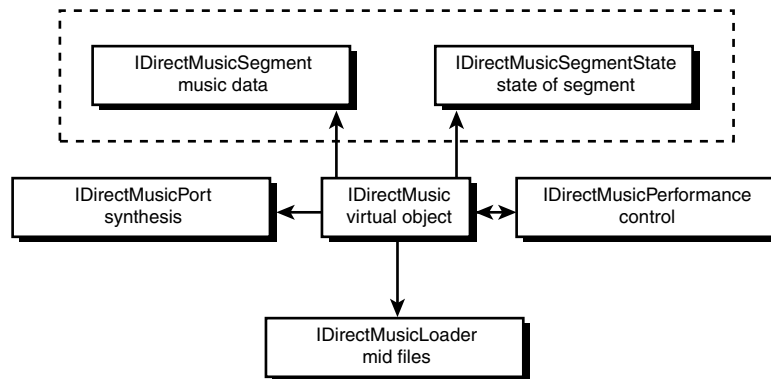 IDirectMusicSegment
music data
IDirectMusicSegmentState
state of segment
IDirectMusicPort
synthesis
IDirectMusic
virtual object
IDirectMusicPerformance
control
IDirectMusicLoader
mid files